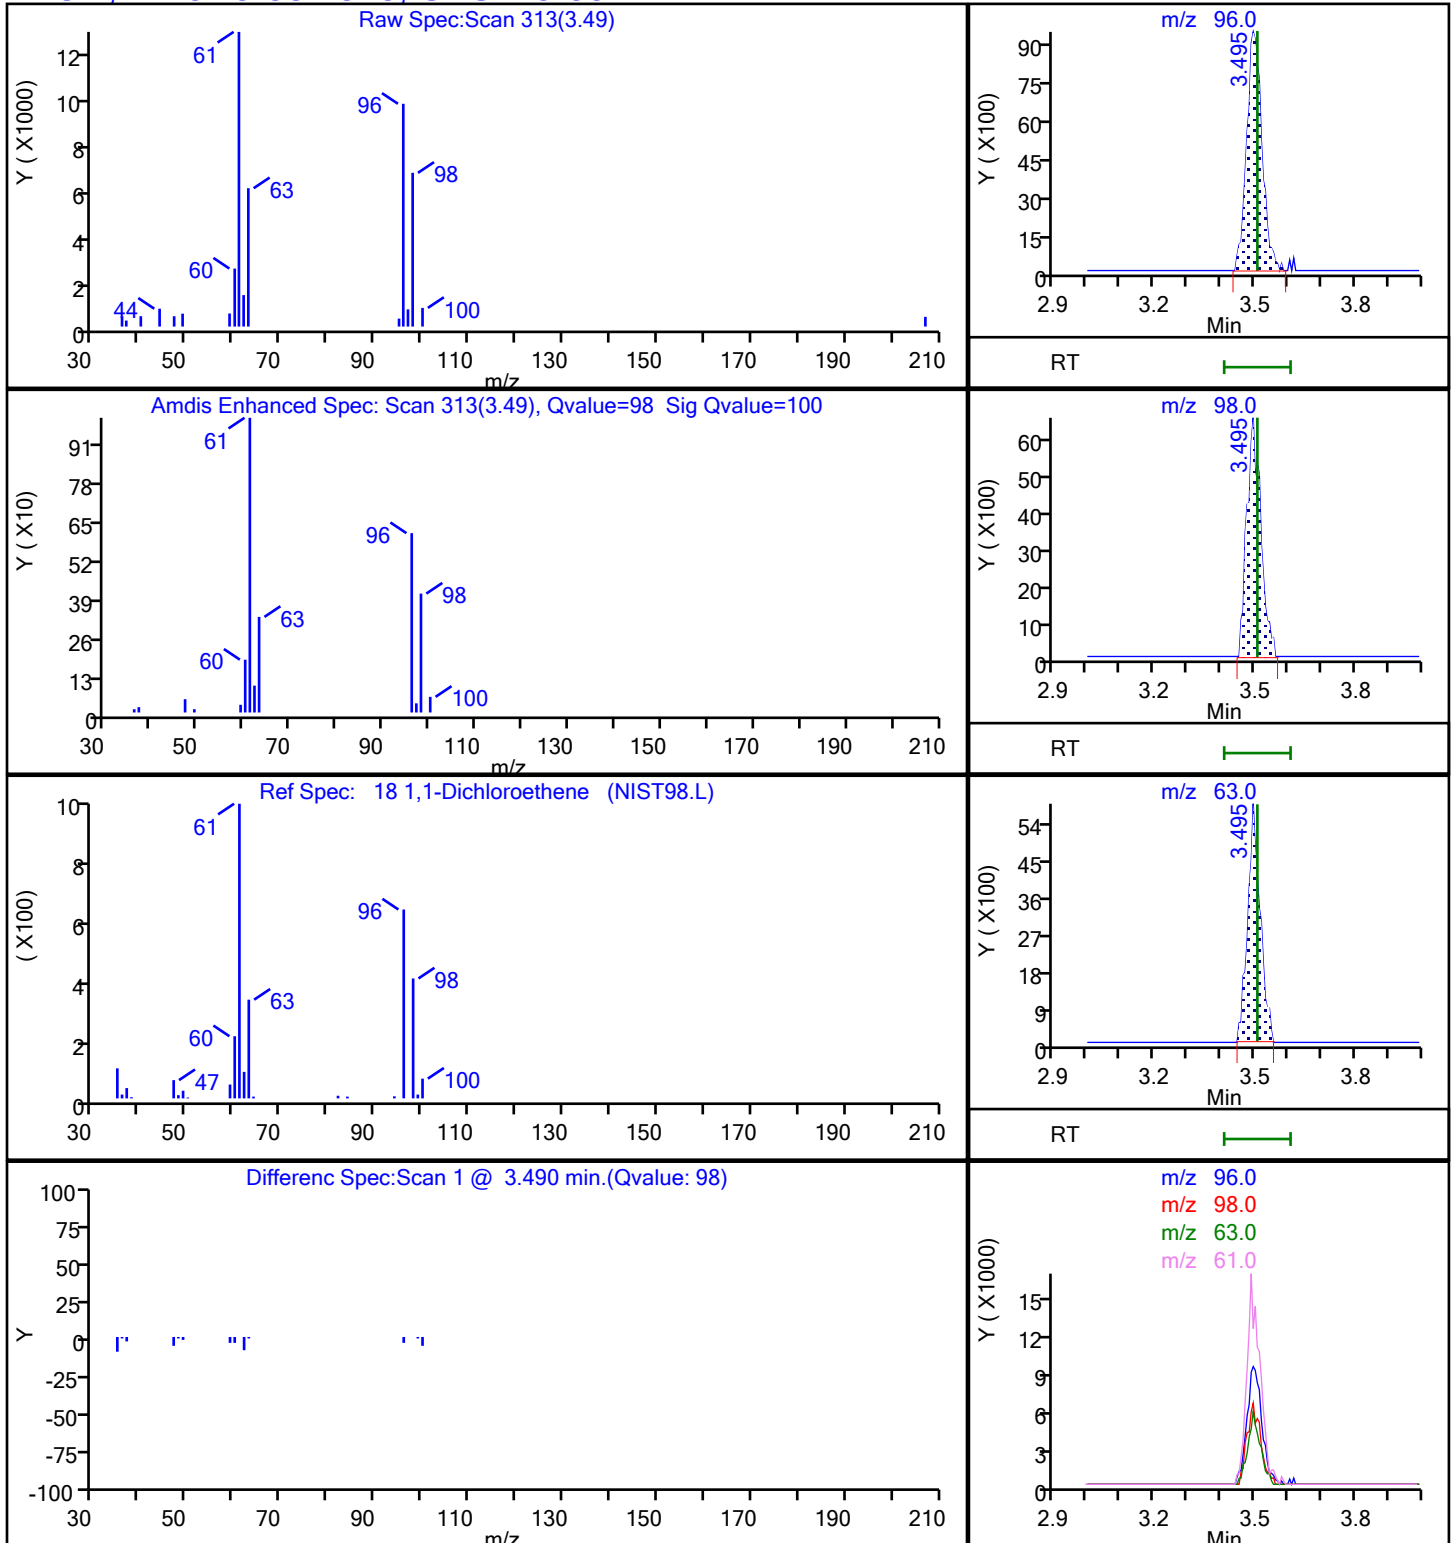 Raw Spec:Scan 313(3.49)
Y ( X1000)
12
10
8
6
4
2
0
61
96
98
63
60
44
100
30 50 70 90 110 130 150 170 190 210
m/z
m/z 96.0
Y ( X100)
90
75
60
45
30
15
0
3.495
2.9 3.2 3.5 3.8
Min
RT
Amdis Enhanced Spec: Scan 313(3.49), Qvalue=98 Sig Qvalue=100
Y ( X10)
91
78
65
52
39
26
13
0
61
96
98
63
60
100
30 50 70 90 110 130 150 170 190 210
m/z
m/z 98.0
Y ( X100)
60
50
40
30
20
10
0
3.495
2.9 3.2 3.5 3.8
Min
RT
Ref Spec: 18 1,1-Dichloroethene (NIST98.L)
( X100)
10
8
6
4
2
0
61
96
98
63
60
47
100
30 50 70 90 110 130 150 170 190 210
m/z 63.0
Y ( X100)
54
45
36
27
18
9
0
3.495
2.9 3.2 3.5 3.8
Min
RT
Differenc Spec:Scan 1 @ 3.490 min.(Qvalue: 98)
Y
100
75
50
25
0
-25
-50
-75
-100
30 50 70 90 110 130 150 170 190 210
m/z
m/z 96.0
m/z 98.0
m/z 63.0
m/z 61.0
Y ( X1000)
15
12
9
6
3
0
2.9 3.2 3.5 3.8
Min